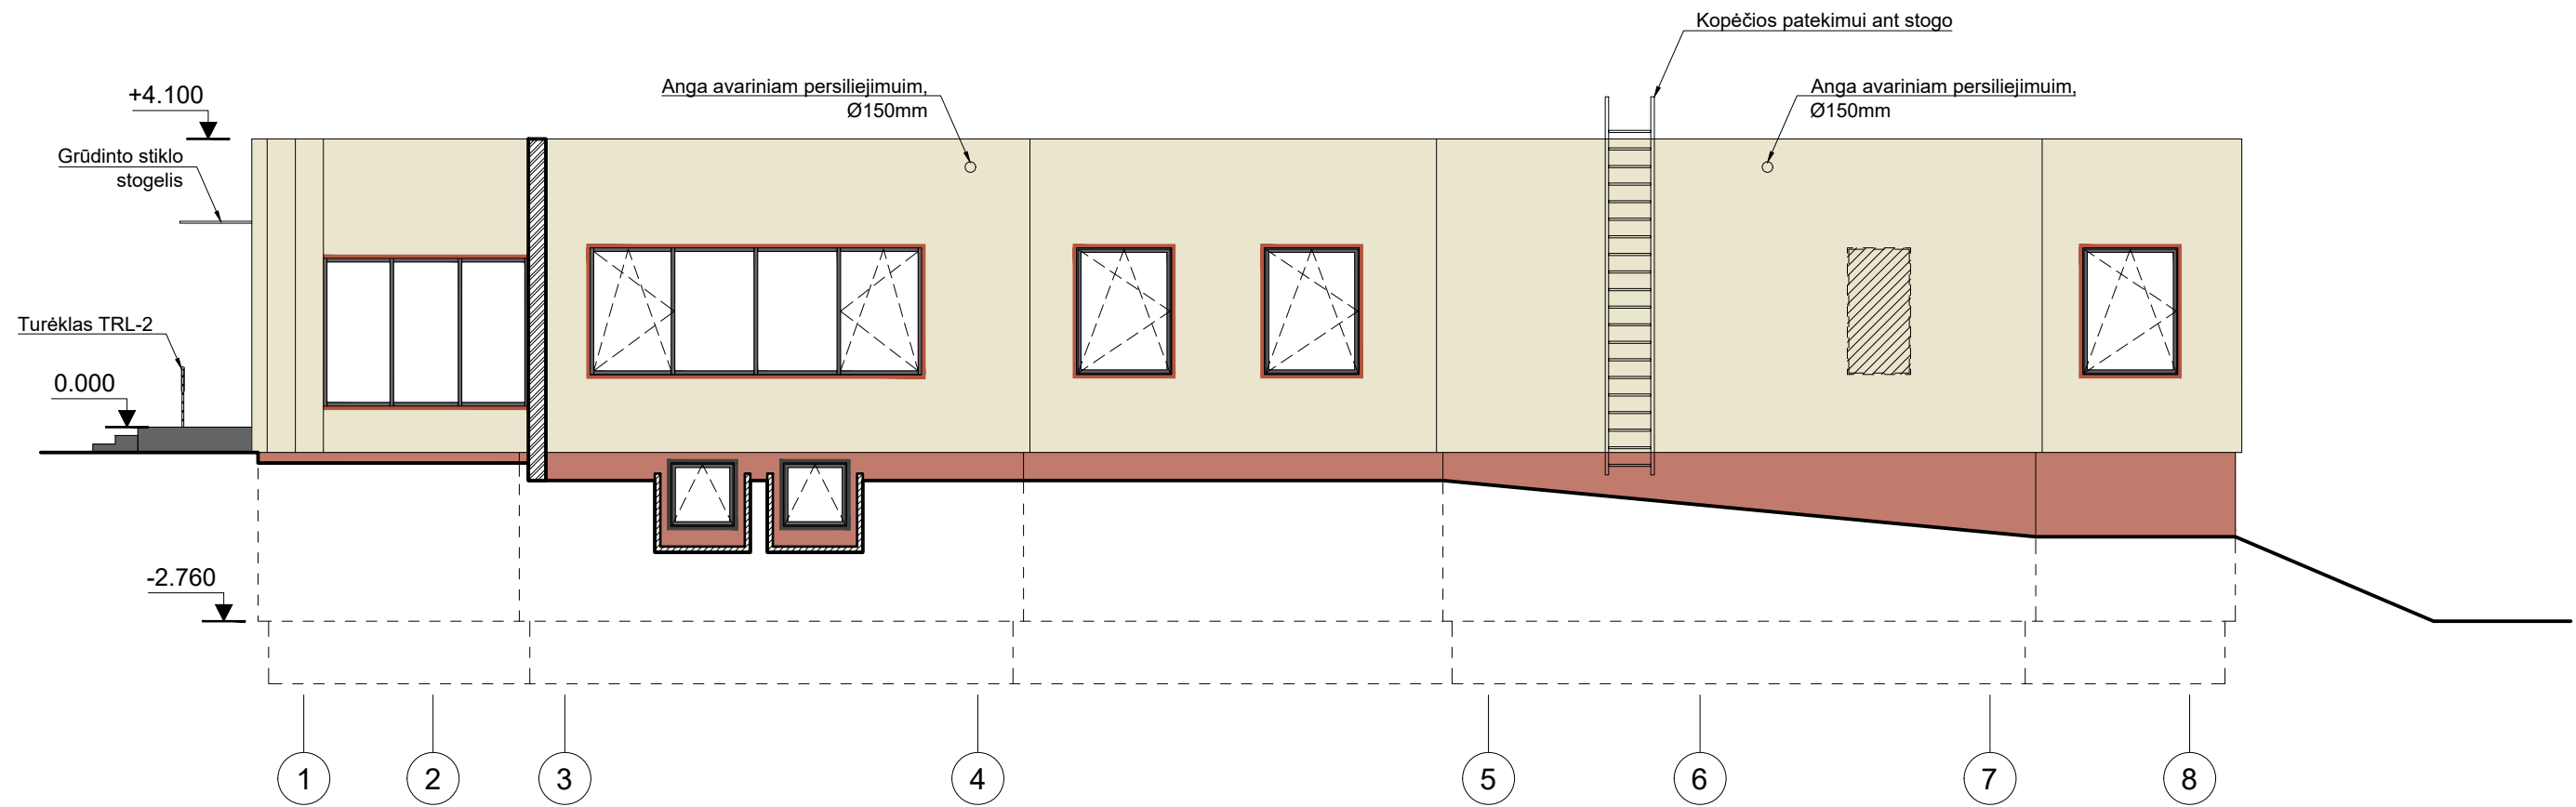 Kopėčios patekimui ant stogo
Anga avariniam persiliejimuim,
Ø150mm
Anga avariniam persiliejimuim,
Ø150mm
+4.100
Grūdinto stiklo
stogelis
Turėklas TRL-2
0.000
-2.760
1 2 3 4 5 6 7 8